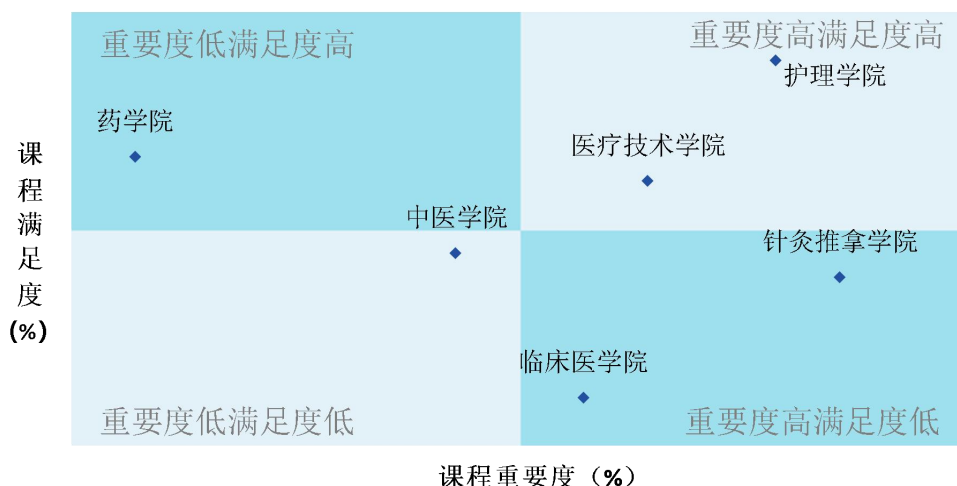 重要度低满足度高
重要度高满足度高
护理学院
药学院
医疗技术学院
中医学院
针灸推拿学院
临床医学院
重要度低满足度低
重要度高满足度低
课程满足度(%)
课程重要度（%）